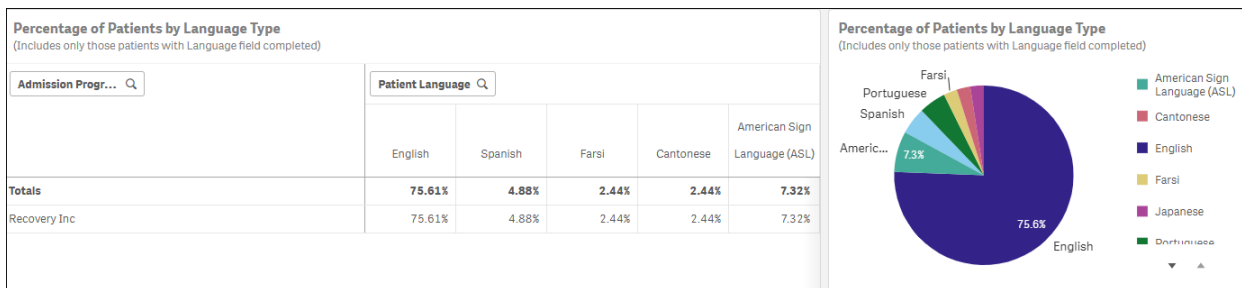 Percentage of Patients by Language Type
(Includes only those patients with Language field completed)
Admission Progr...
Patient Language
English Spanish Farsi Cantonese American Sign Language (ASL)
Totals 75.61% 4.88% 2.44% 2.44% 7.32%
Recovery Inc 75.61% 4.88% 2.44% 2.44% 7.32%
Percentage of Patients by Language Type
(Includes only those patients with Language field completed)
Farsi
Portuguese
Spanish
Americ...
7.3%
75.6%
English
American Sign
Language (ASL)
Cantonese
English
Farsi
Japanese
Portuguese